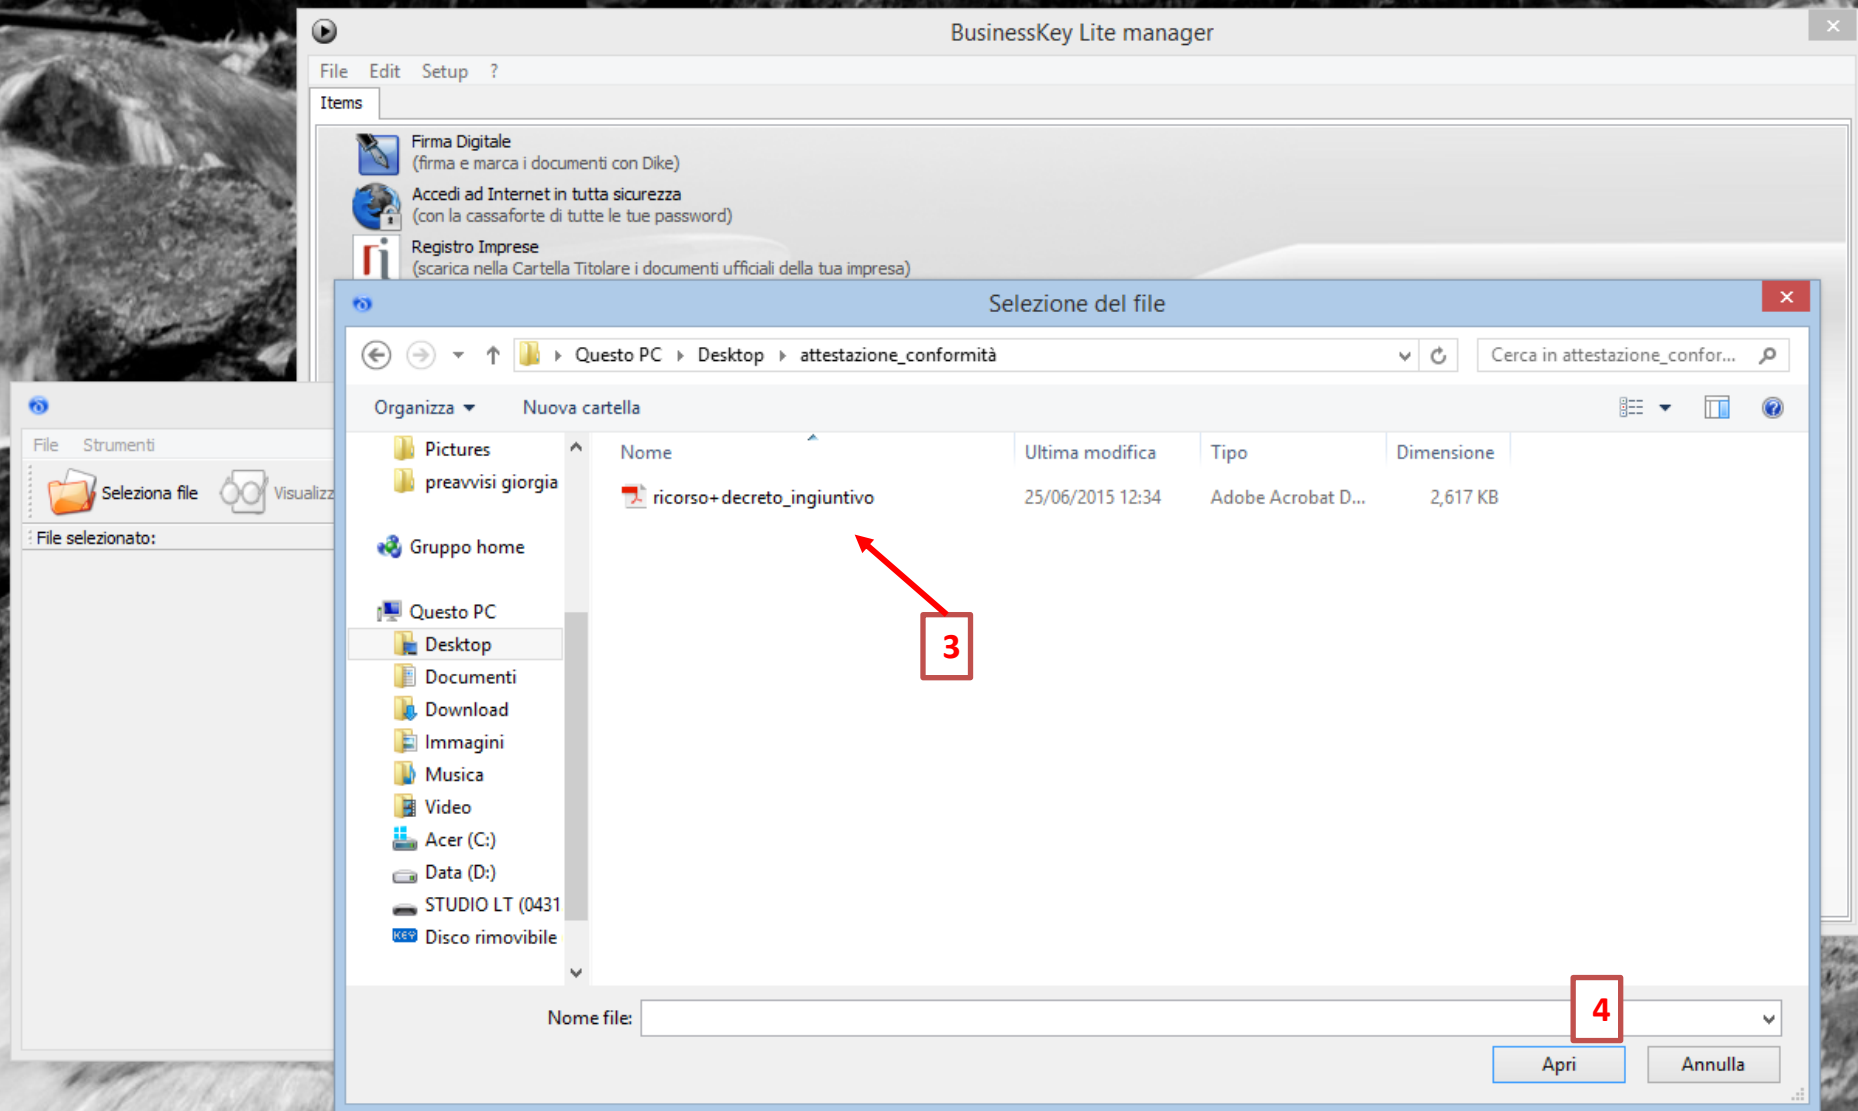 BusinessKey Lite manager
File Edit Setup ?
Items
Firma Digitale
(firma e marca i documenti con Dike)
Accedi ad Internet in tutta sicurezza
(con la cassaforte di tutte le tue password)
ri
Registro Imprese
(scarica nella Cartella Titolare i documenti ufficiali della tua impresa)
Selezione del file
Questo PC Desktop attestazione_conformità
Cerca in attestazione_confor...
Organizza Nuova cartella
File Strumenti
Seleziona file Visualizz
File selezionato:
Pictures
preavvisi giorgia
Gruppo home
Questo PC
Desktop
Documenti
Download
Immagini
Musica
Video
Acer (C:)
Data (D:)
STUDIO LT (0431
KEY Disco rimovibile
Nome Ultima modifica Tipo Dimensione
ricorso+decreto_ingiuntivo 25/06/2015 12:34 Adobe Acrobat D... 2,617 KB
3
4
Nome file:
Apri Annulla